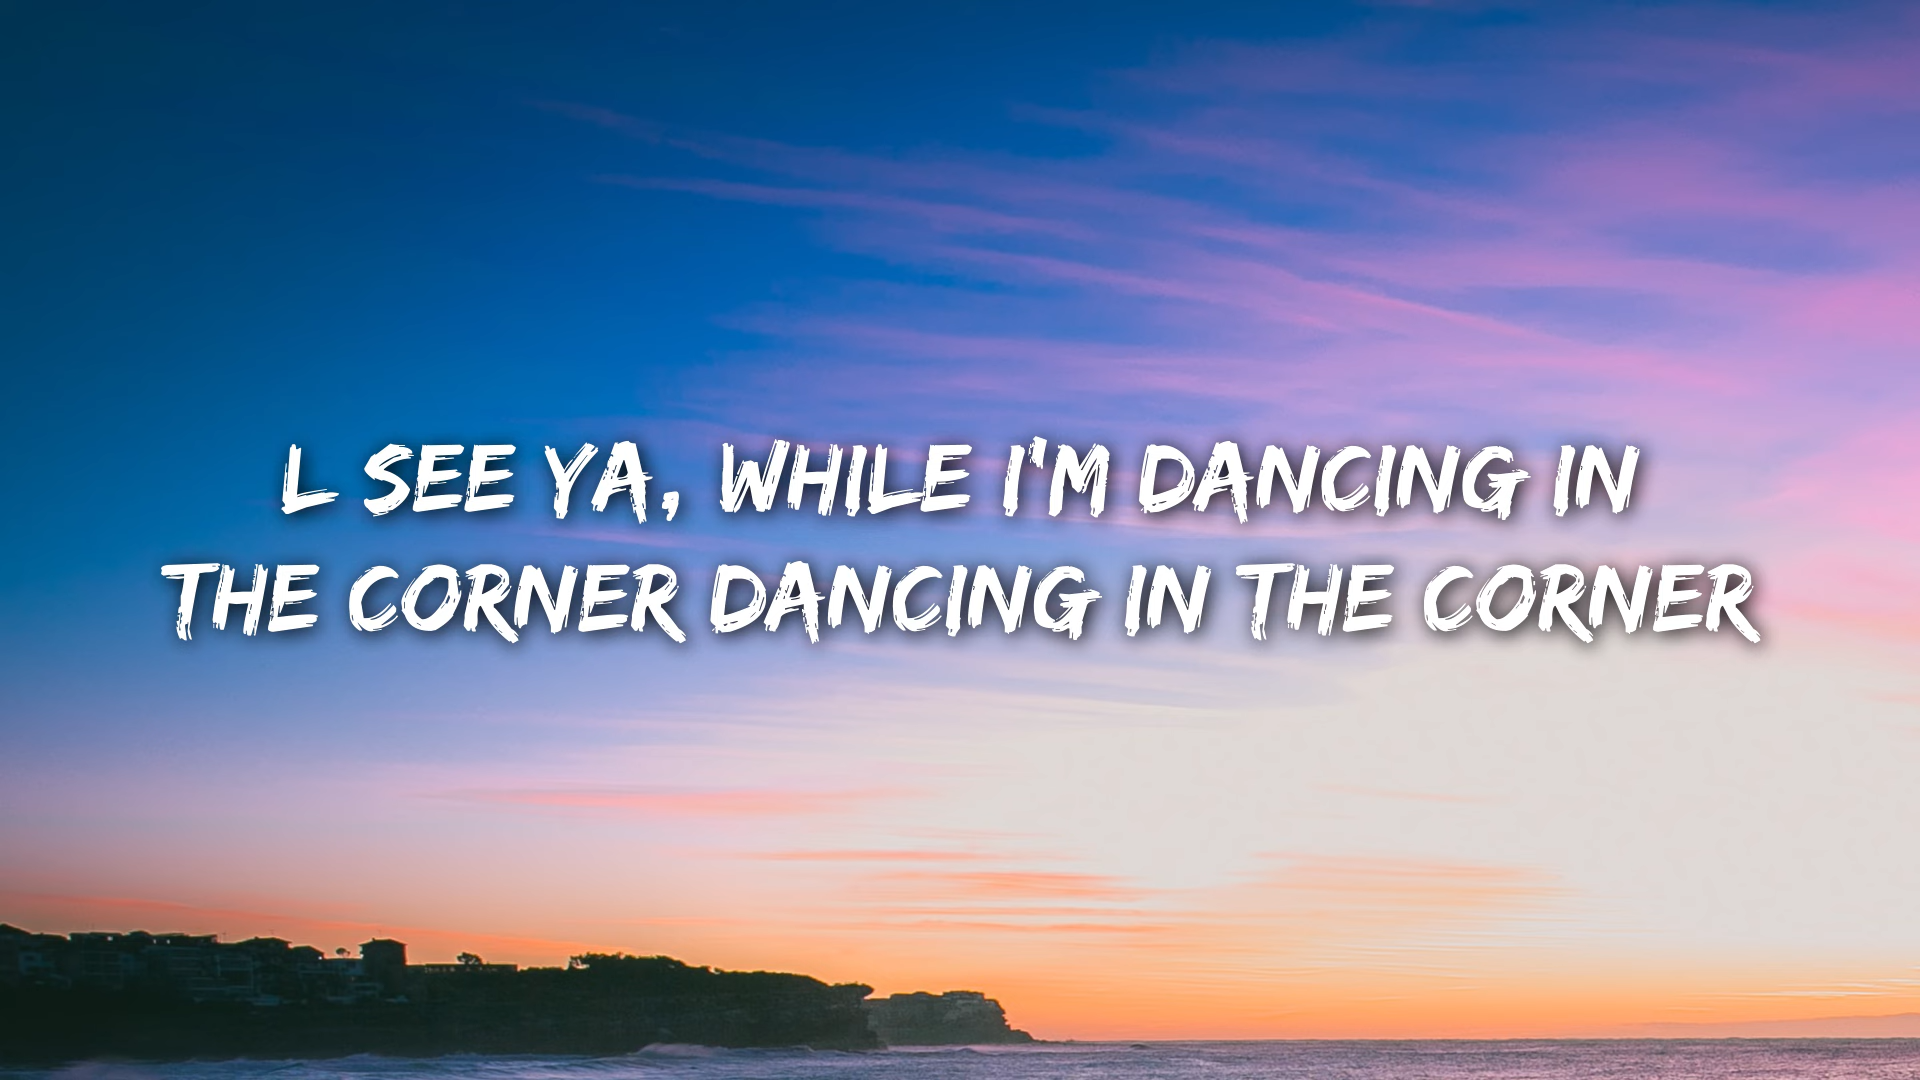 L SEE YA, WHILE I'M DANCING IN
THE CORNER DANCING IN THE CORNER